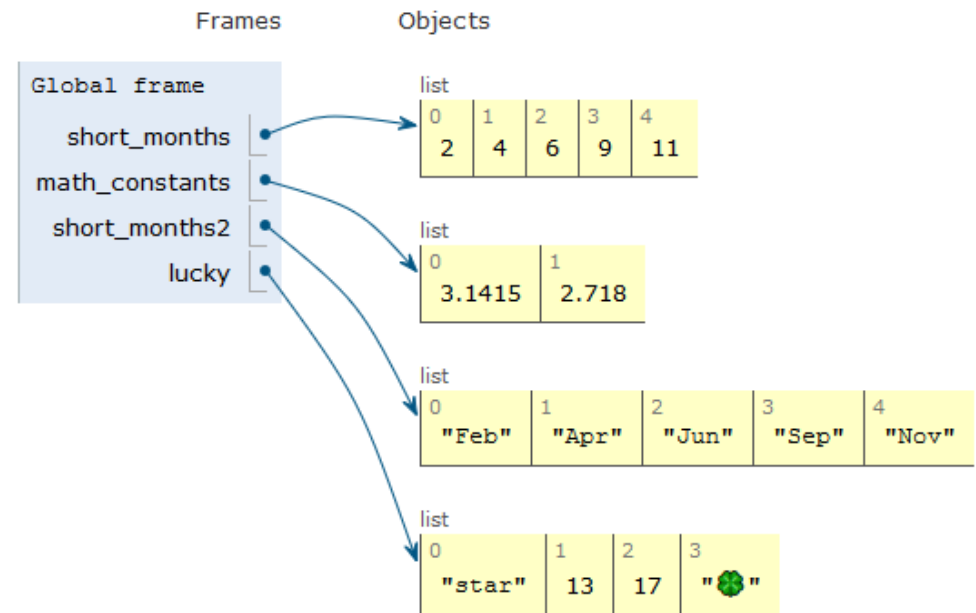 Frames Objects
Global frame
short_months
math_constants
short_months2
lucky
list
0 1 2 3 4
2 4 6 9 11
list
0 1
3.1415 2.718
list
0 1 2 3 4
"Feb" "Apr" "Jun" "Sep" "Nov"
list
0 1 2 3
"star" 13 17 "🍀"